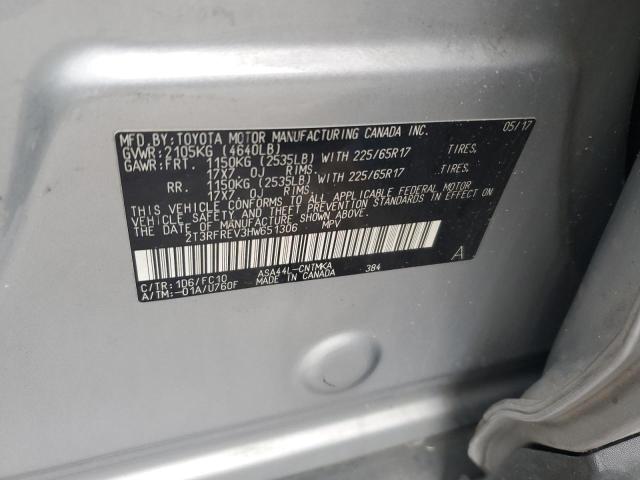 MFD. BY: TOYOTA MOTOR MANUFACTURING CANADA INC. 05/17
GVWR: 2105KG (4640LB)
GAWR: FRT. 1150KG (2535LB) WITH 225/65R17 TIRES,
17X7 OJ RIMS
RR. 1150KG (2535LB) WITH 225/65R17 TIRES,
17X7 OJ RIMS
THIS VEHICLE CONFORMS TO ALL APPLICABLE FEDERAL MOTOR
VEHICLE SAFETY AND THEFT PREVENTION STANDARDS IN EFFECT ON
THE DATE OF MANUFACTURE SHOWN ABOVE.
2T3RFREV3HW651306 MPV
A
C/TR: 1D6/FC10 ASA44L-CNTMKA 384
A/TM: -01A/U760F MADE IN CANADA